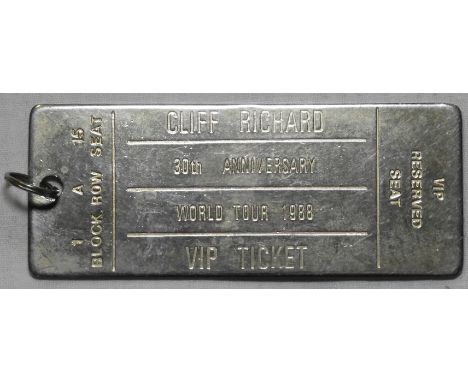 1 A 15
BLOCK ROW SEAT
CLIFF RICHARD
30th ANNIVERSARY
WORLD TOUR 1988
VIP TICKET
VIP
RESERVED
SEAT